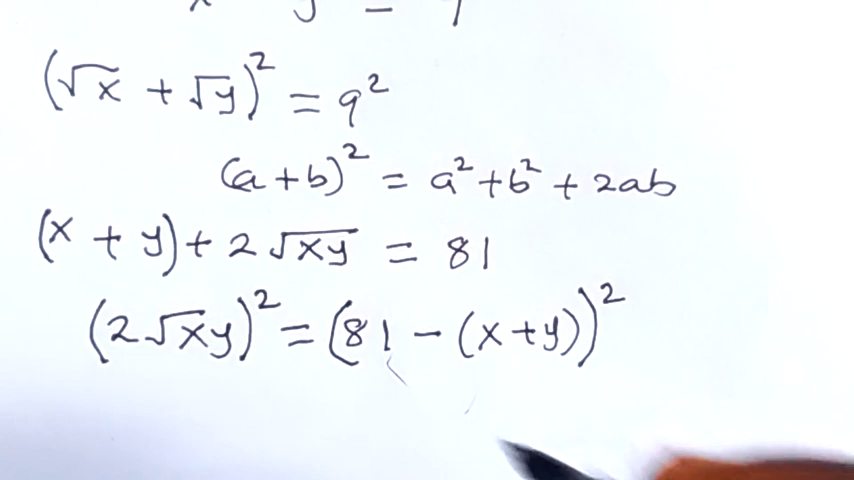 (√x + √y)² = 9²
(a + b)² = a² + b² + 2ab
(x + y) + 2√xy = 81
(2√xy)² = (81 - (x + y))²